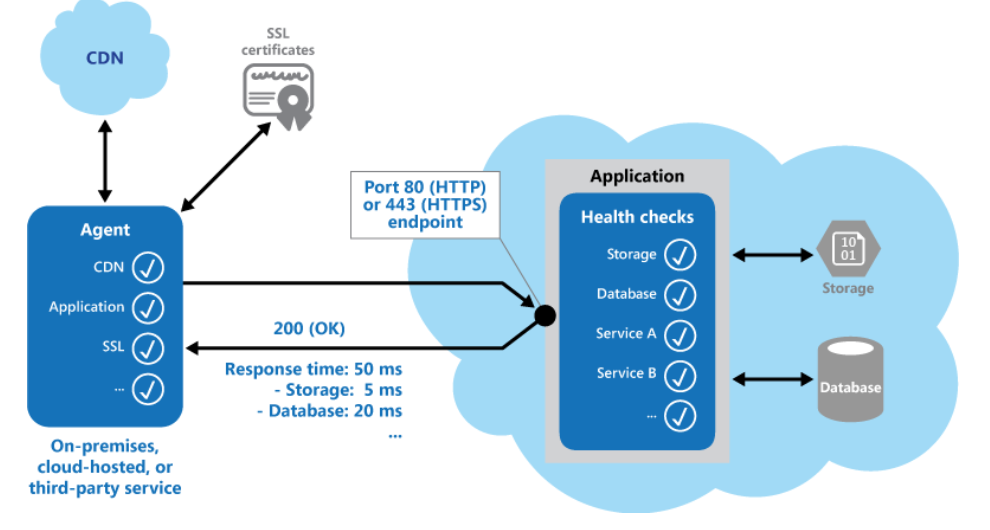 CDN
SSL
certificates
Port 80 (HTTP)
or 443 (HTTPS)
endpoint
Agent
CDN
Application
SSL
...
On-premises,
cloud-hosted, or
third-party service
200 (OK)
Response time: 50 ms
- Storage: 5 ms
- Database: 20 ms
...
Application
Health checks
Storage
Database
Service A
Service B
...
10
01
Storage
Database